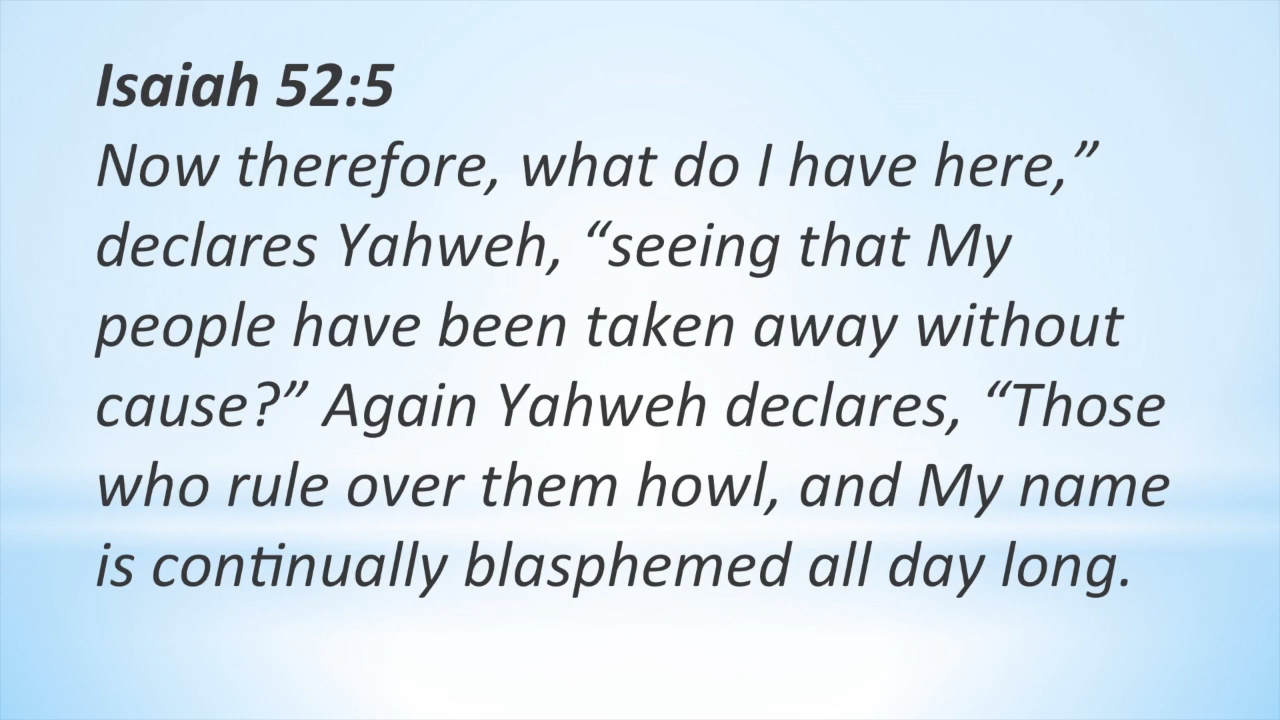 Isaiah 52:5
Now therefore, what do I have here,”
declares Yahweh, “seeing that My
people have been taken away without
cause?” Again Yahweh declares, “Those
who rule over them howl, and My name
is continually blasphemed all day long.